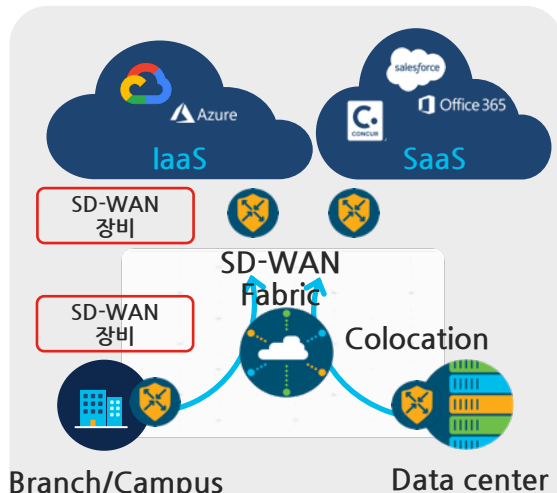 salesforce
Azure
Office 365
C.
CONCUR
IaaS
SaaS
SD-WAN
장비
SD-WAN
Fabric
SD-WAN
장비
Colocation
Branch/Campus
Data center